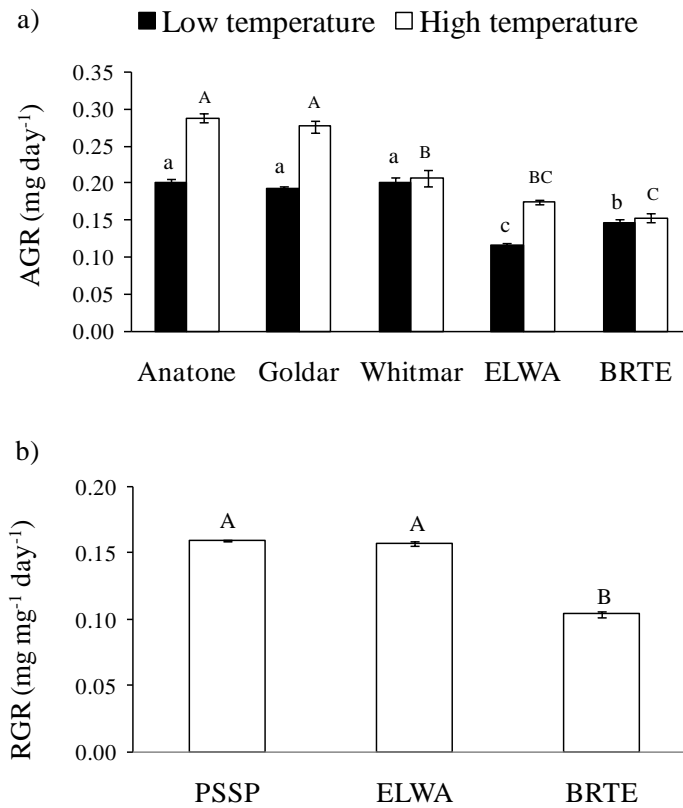 a)
Low temperature High temperature
AGR (mg day⁻¹)
0.35
0.30
0.25
0.20
0.15
0.10
0.05
0.00
a A a A a B c BC b C
Anatone Goldar Whitmar ELWA BRTE
b)
RGR (mg mg⁻¹ day⁻¹)
0.20
0.15
0.10
0.05
0.00
A A B
PSSP ELWA BRTE